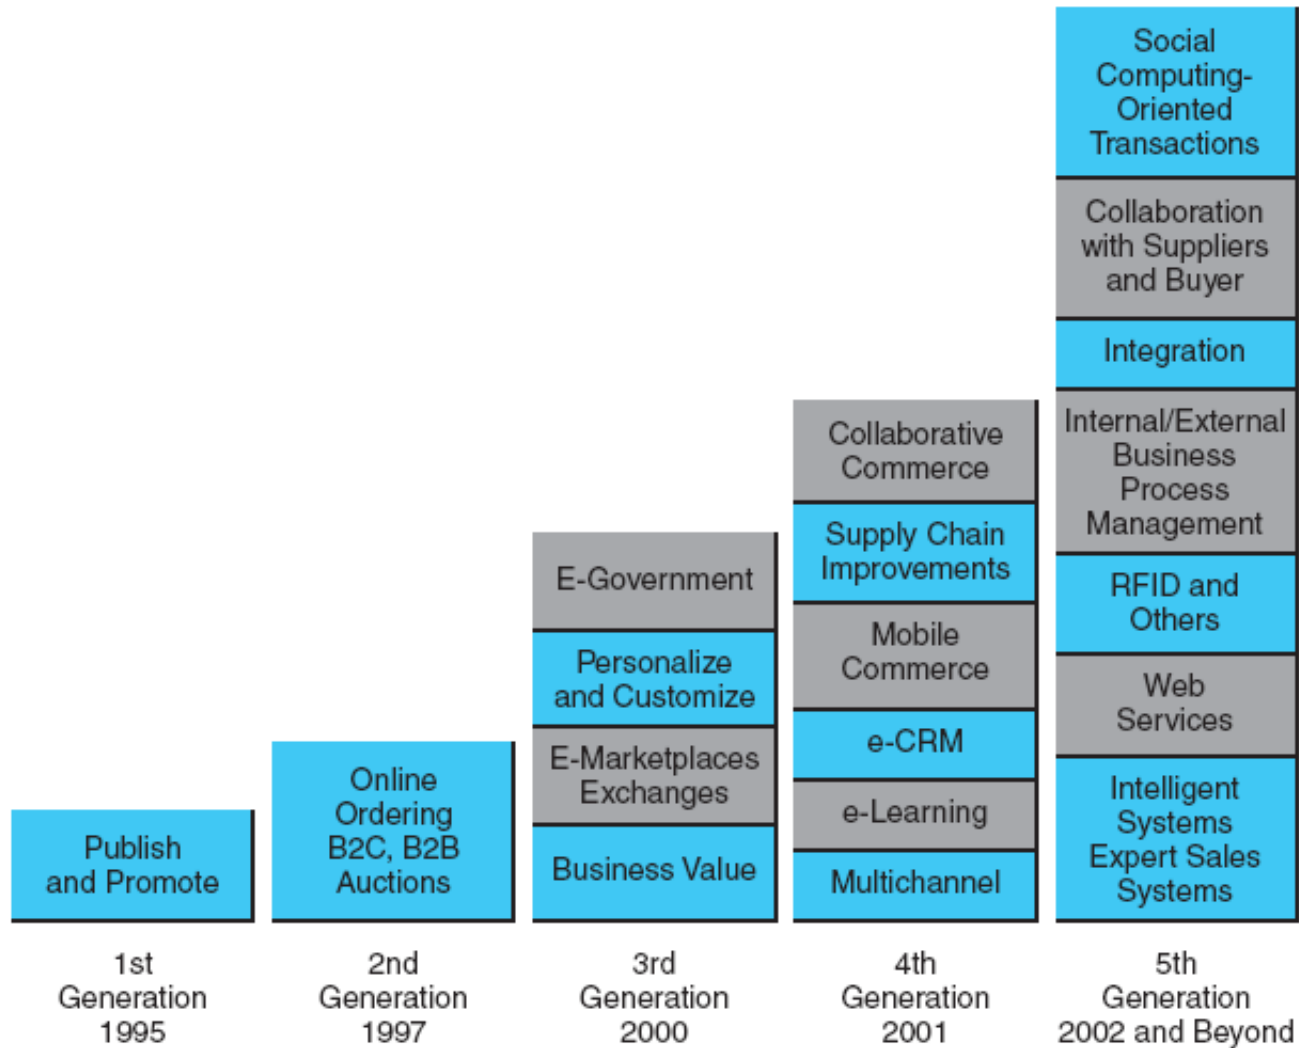 Publish
and Promote
1st
Generation
1995
Online
Ordering
B2C, B2B
Auctions
2nd
Generation
1997
E-Government
Personalize
and Customize
E-Marketplaces
Exchanges
Business Value
3rd
Generation
2000
Collaborative
Commerce
Supply Chain
Improvements
Mobile
Commerce
e-CRM
e-Learning
Multichannel
4th
Generation
2001
Social
Computing-
Oriented
Transactions
Collaboration
with Suppliers
and Buyer
Integration
Internal/External
Business
Process
Management
RFID and
Others
Web
Services
Intelligent
Systems
Expert Sales
Systems
5th
Generation
2002 and Beyond